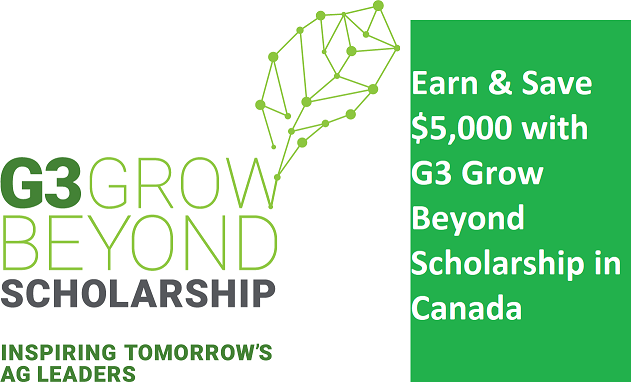 G3 GROW
BEYOND
SCHOLARSHIP
INSPIRING TOMORROW'S
AG LEADERS
Earn & Save
$5,000 with
G3 Grow
Beyond
Scholarship in
Canada